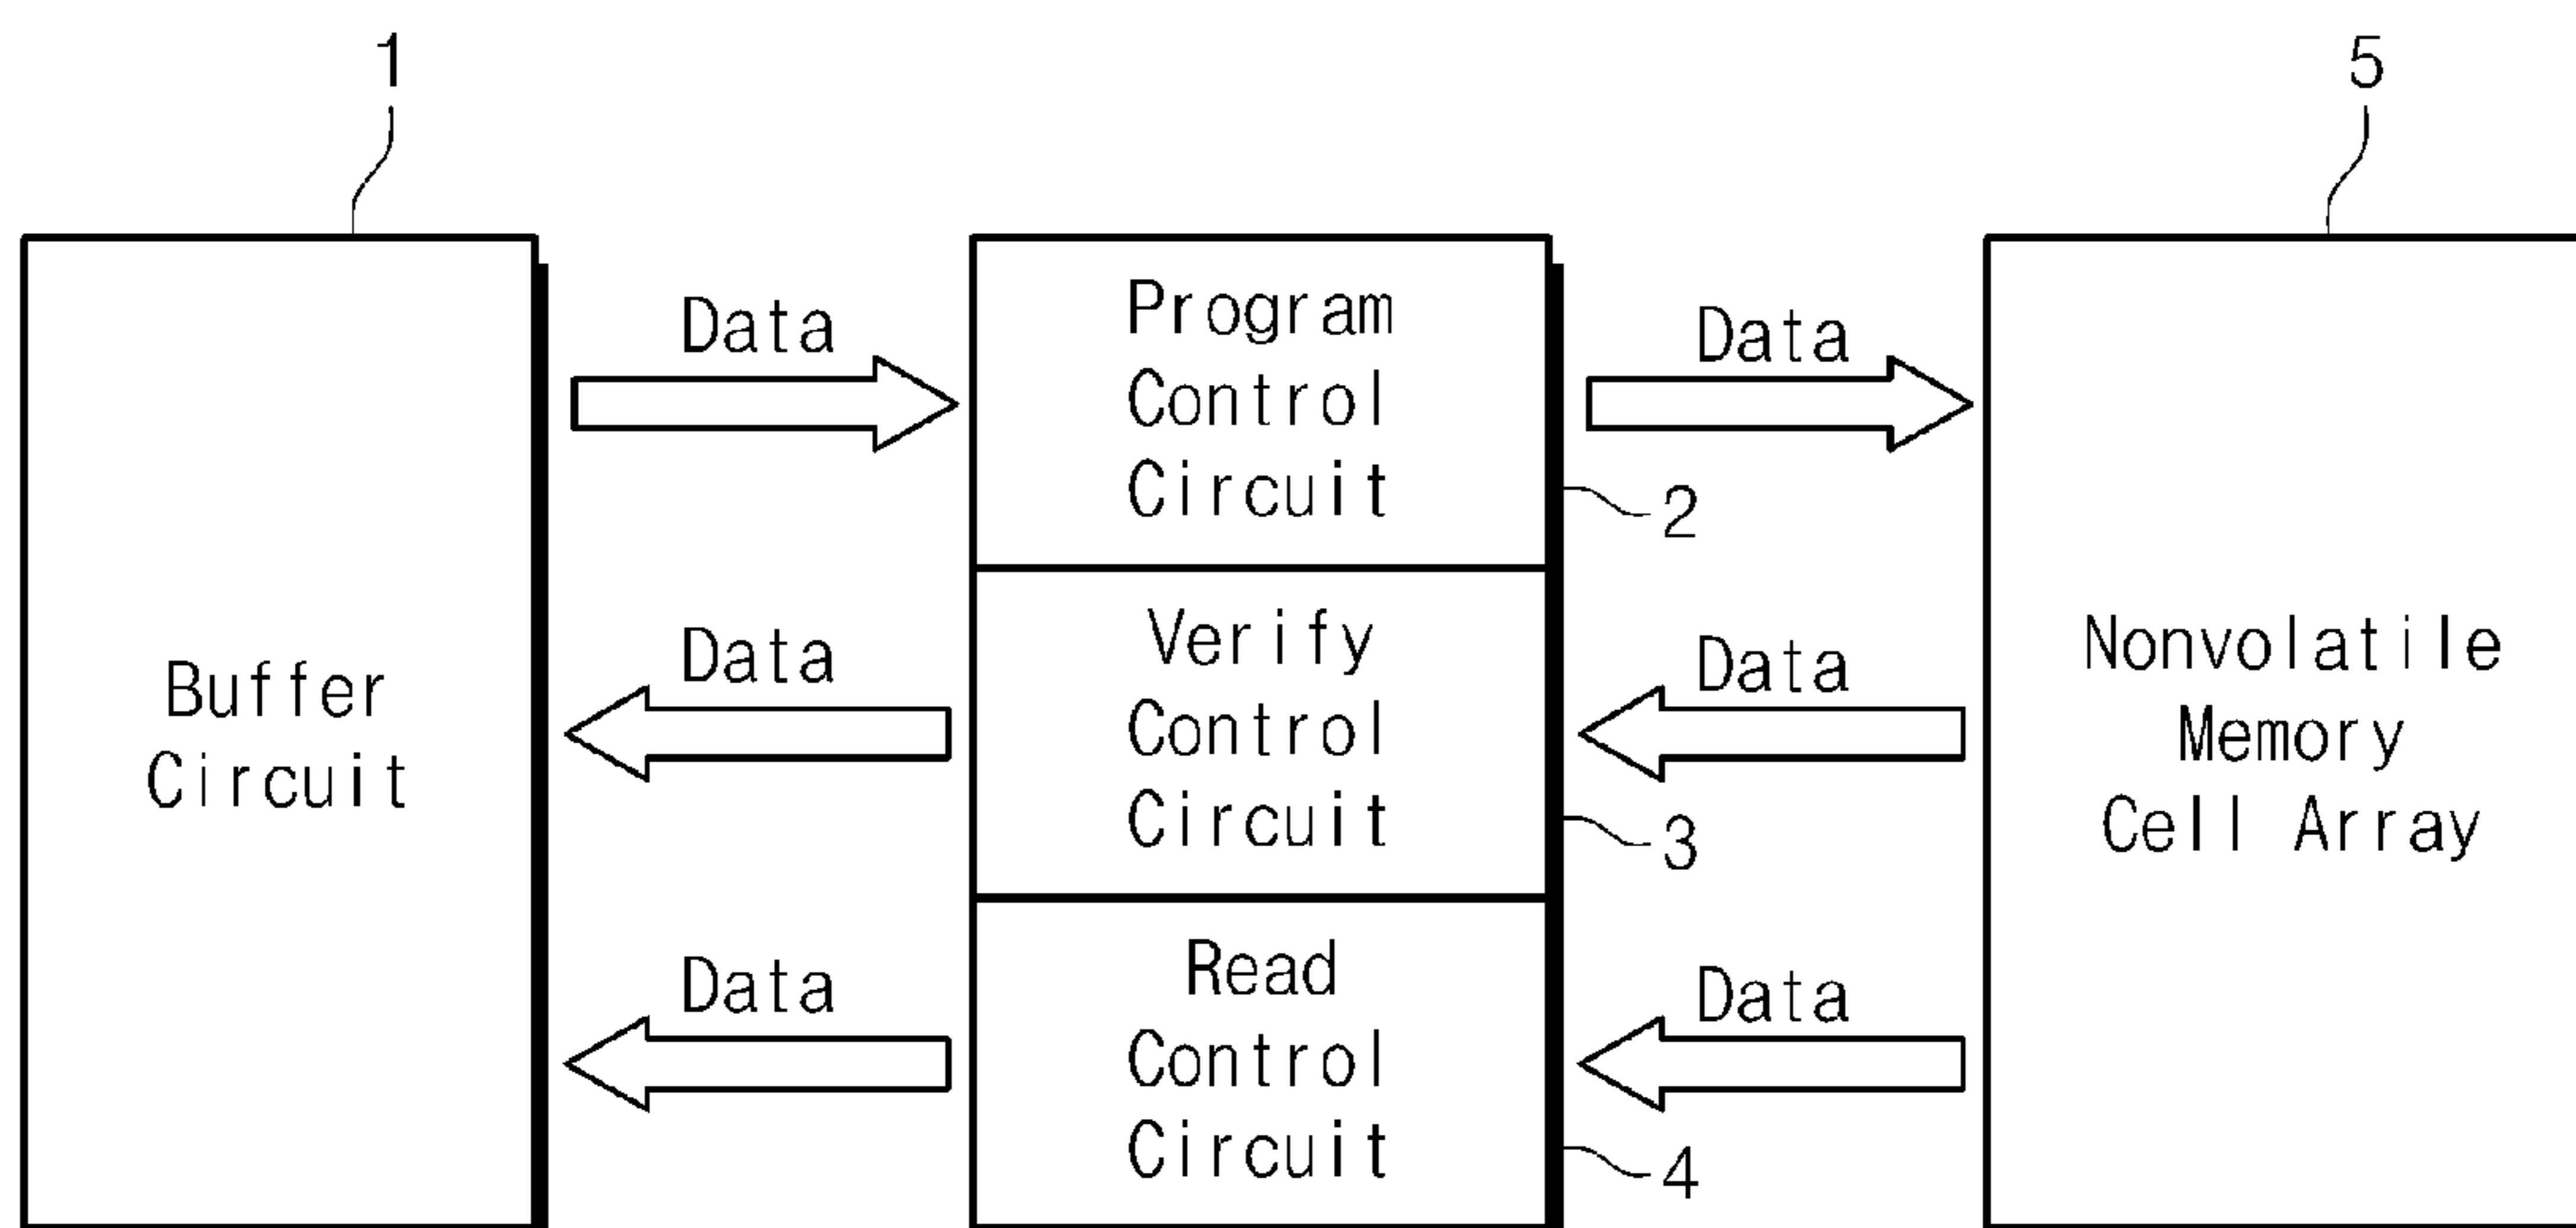 1
5
Buffer
Circuit
Data
Data
Data
Program
Control
Circuit
2
Verify
Control
Circuit
3
Read
Control
Circuit
4
Data
Data
Data
Nonvolatile
Memory
Cell Array